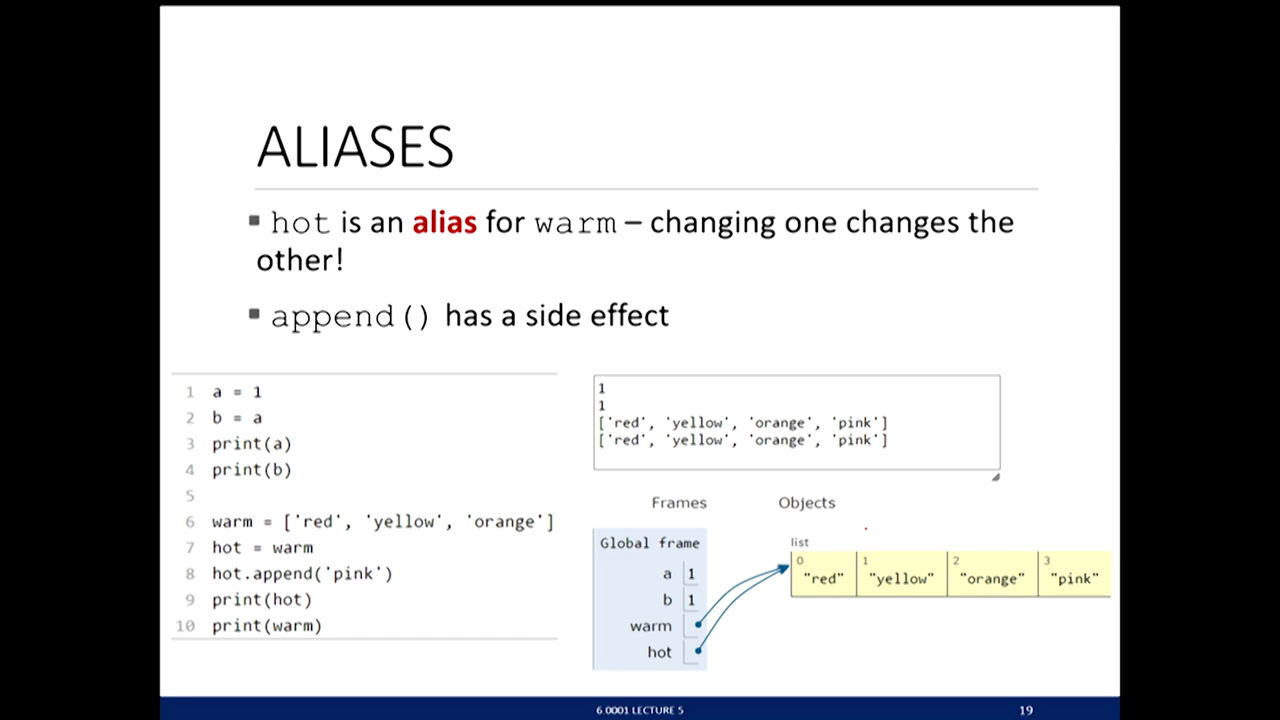 ALIASES
▪ hot is an alias for warm – changing one changes the
other!
▪ append() has a side effect
1 a = 1
2 b = a
3 print(a)
4 print(b)
5
6 warm = ['red', 'yellow', 'orange']
7 hot = warm
8 hot.append('pink')
9 print(hot)
10 print(warm)
1
1
['red', 'yellow', 'orange', 'pink']
['red', 'yellow', 'orange', 'pink']
Frames Objects
Global frame
a 1
b 1
warm
hot
list
0 1 2 3
"red" "yellow" "orange" "pink"
6.0001 LECTURE 5
19